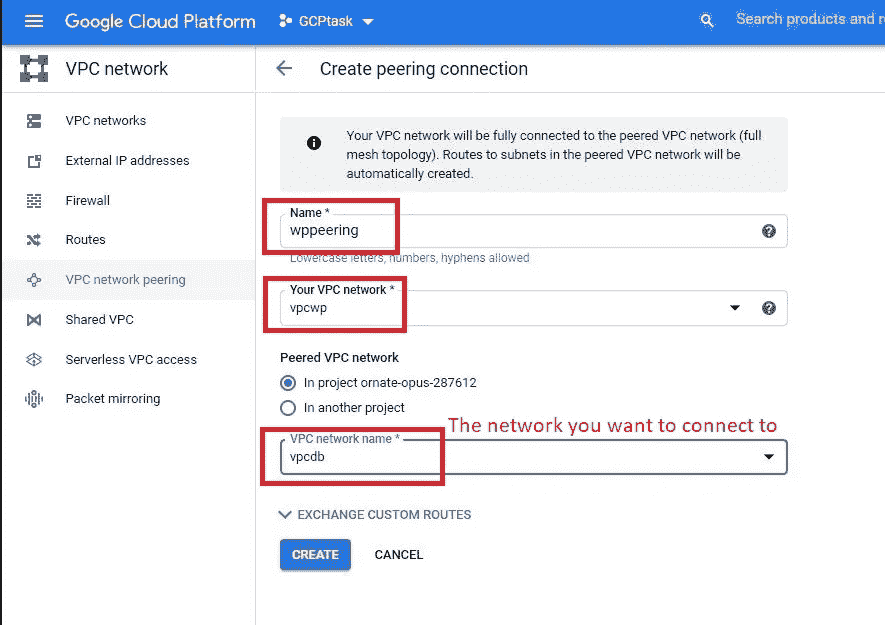 Google Cloud Platform
GCPtask
Search products and r
VPC network
Create peering connection
VPC networks
External IP addresses
Firewall
Routes
VPC network peering
Shared VPC
Serverless VPC access
Packet mirroring
Your VPC network will be fully connected to the peered VPC network (full
mesh topology). Routes to subnets in the peered VPC network will be
automatically created.
Name *
wppeering
Lowercase letters, numbers, hyphens allowed
Your VPC network *
vpcwp
Peered VPC network
In project ornate-opus-287612
In another project
The network you want to connect to
VPC network name *
vpcdb
EXCHANGE CUSTOM ROUTES
CREATE
CANCEL